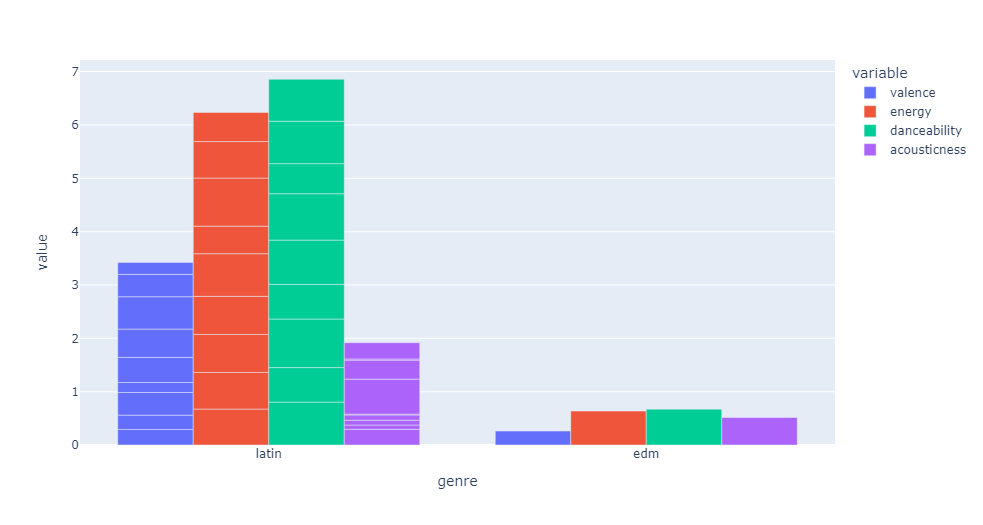 variable
valence
energy
danceability
acousticness
value
7
6
5
4
3
2
1
0
latin
edm
genre